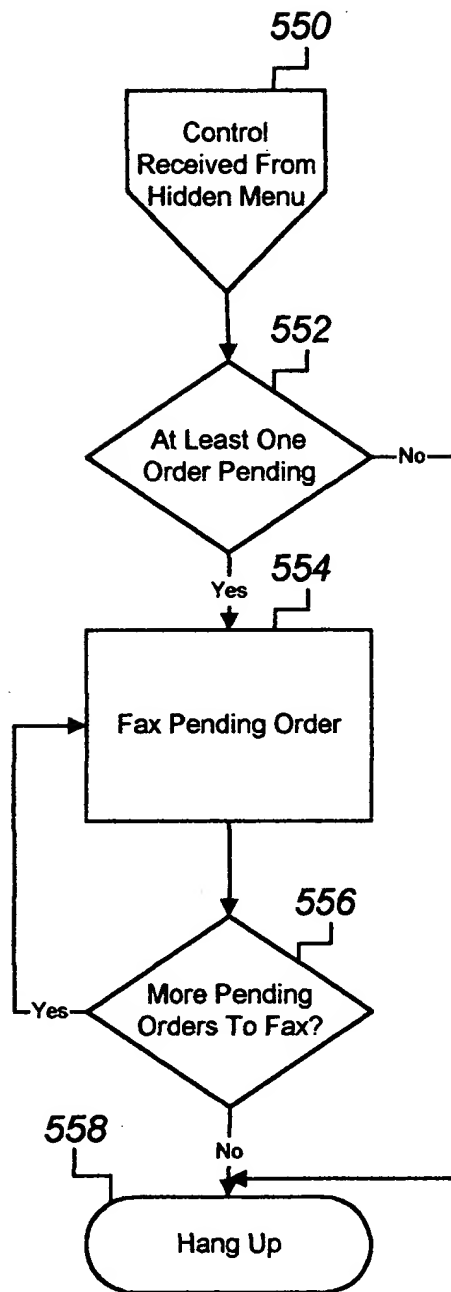 550
Control
Received From
Hidden Menu
552
At Least One
Order Pending
No
Yes
554
Fax Pending Order
556
More Pending
Orders To Fax?
Yes
No
558
Hang Up